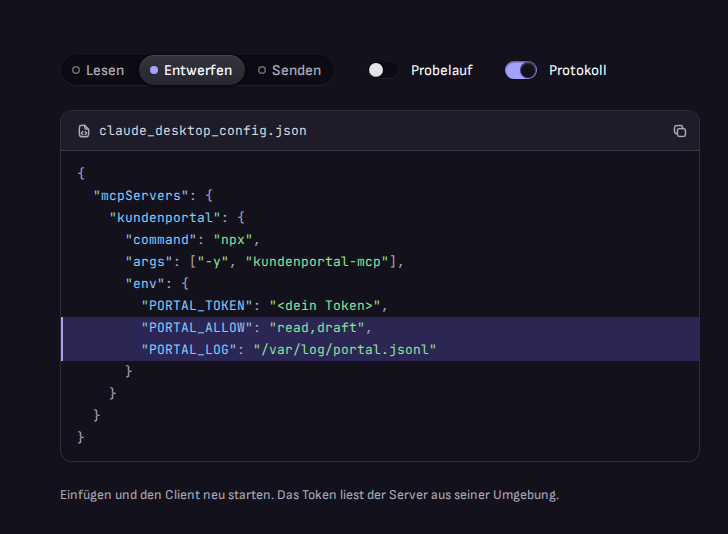 Lesen Entwerfen Senden Probelauf Protokoll
claude_desktop_config.json
{
  "mcpServers": {
    "kundenportal": {
      "command": "npx",
      "args": ["-y", "kundenportal-mcp"],
      "env": {
        "PORTAL_TOKEN": "<dein Token>",
        "PORTAL_ALLOW": "read,draft",
        "PORTAL_LOG": "/var/log/portal.jsonl"
      }
    }
  }
}
Einfügen und den Client neu starten. Das Token liest der Server aus seiner Umgebung.